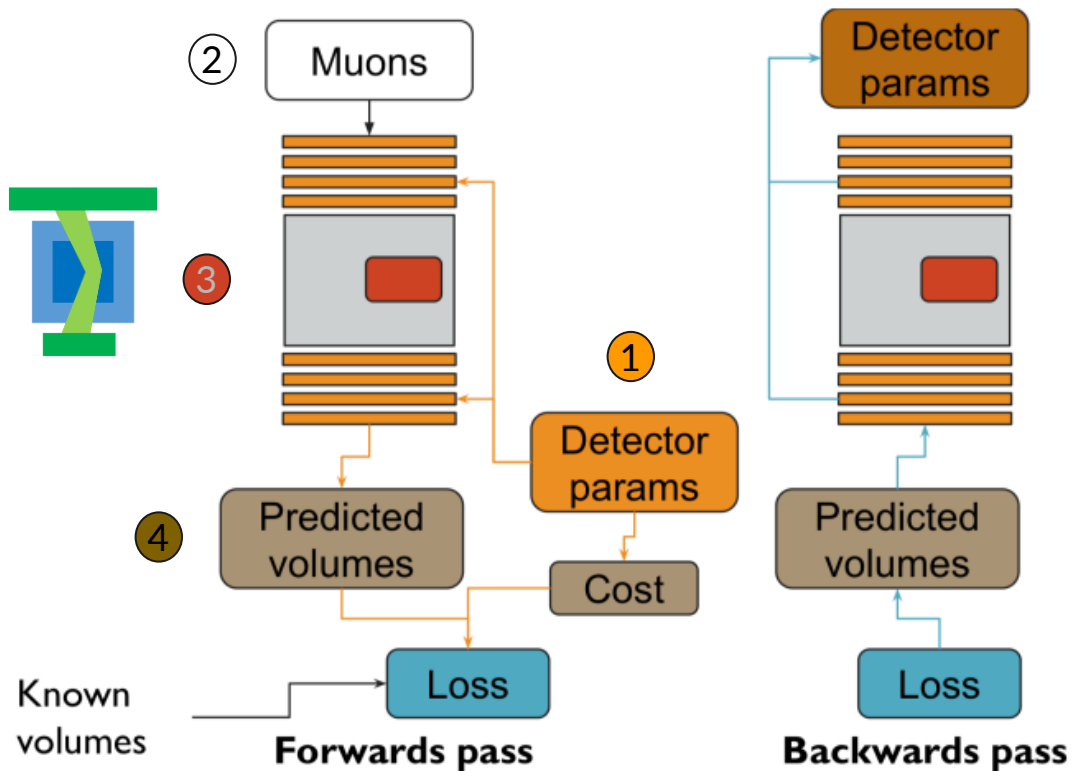 2
Muons
Detector
params
3
1
Detector
params
4
Predicted
volumes
Cost
Predicted
volumes
Loss
Loss
Known
volumes
Forwards pass
Backwards pass